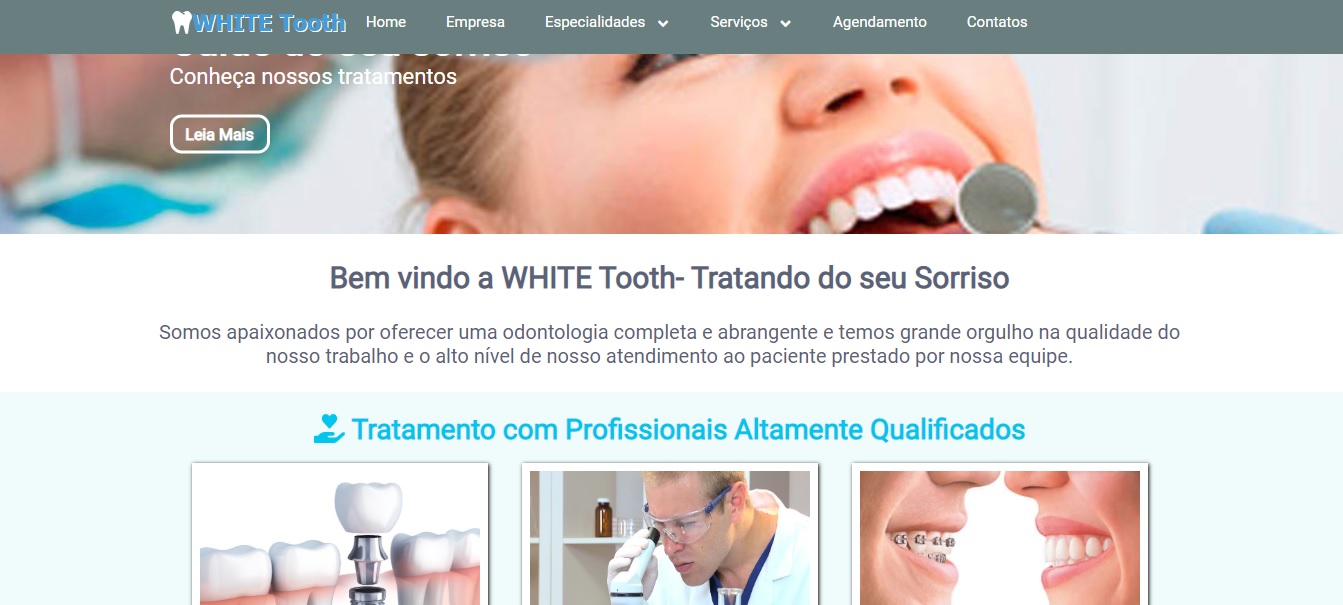 WHITE Tooth Home Empresa Especialidades Serviços Agendamento Contatos
Conheça nossos tratamentos
Leia Mais
Bem vindo a WHITE Tooth- Tratando do seu Sorriso
Somos apaixonados por oferecer uma odontologia completa e abrangente e temos grande orgulho na qualidade do
nosso trabalho e o alto nível de nosso atendimento ao paciente prestado por nossa equipe.
Tratamento com Profissionais Altamente Qualificados